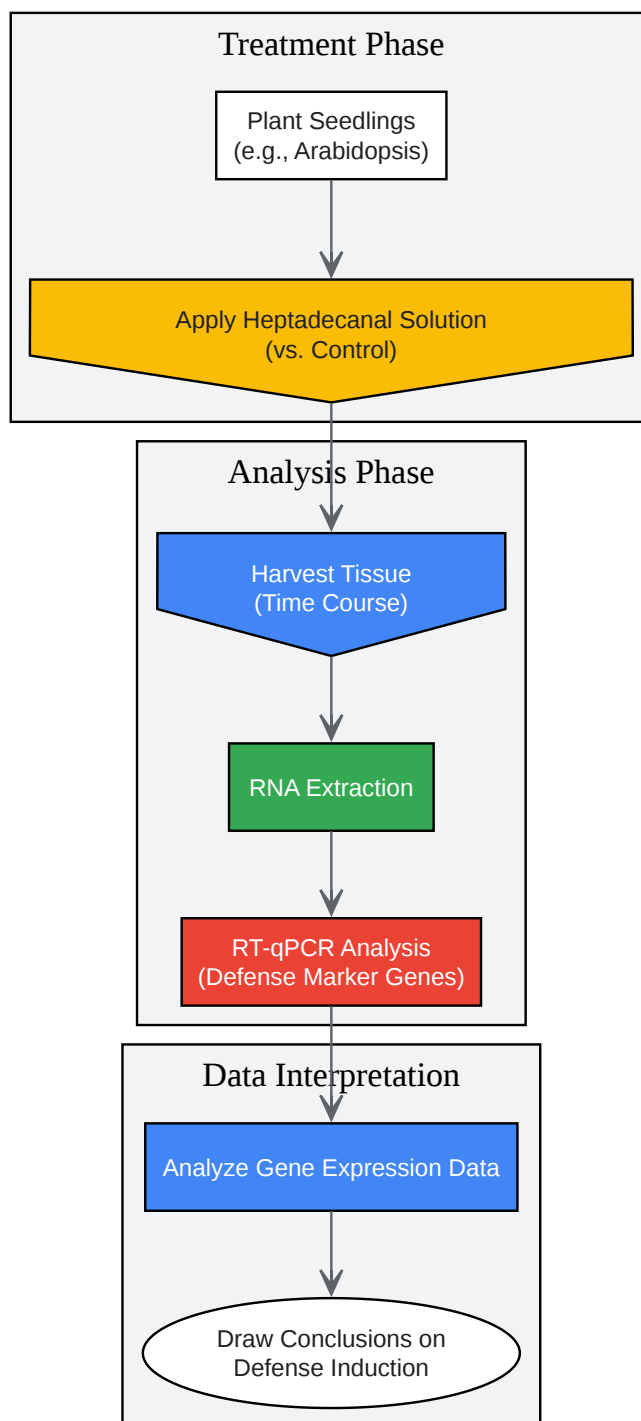 Treatment Phase
Plant Seedlings
(e.g., Arabidopsis)
Apply Heptadecanal Solution
(vs. Control)
Analysis Phase
Harvest Tissue
(Time Course)
RNA Extraction
RT-qPCR Analysis
(Defense Marker Genes)
Data Interpretation
Analyze Gene Expression Data
Draw Conclusions on
Defense Induction